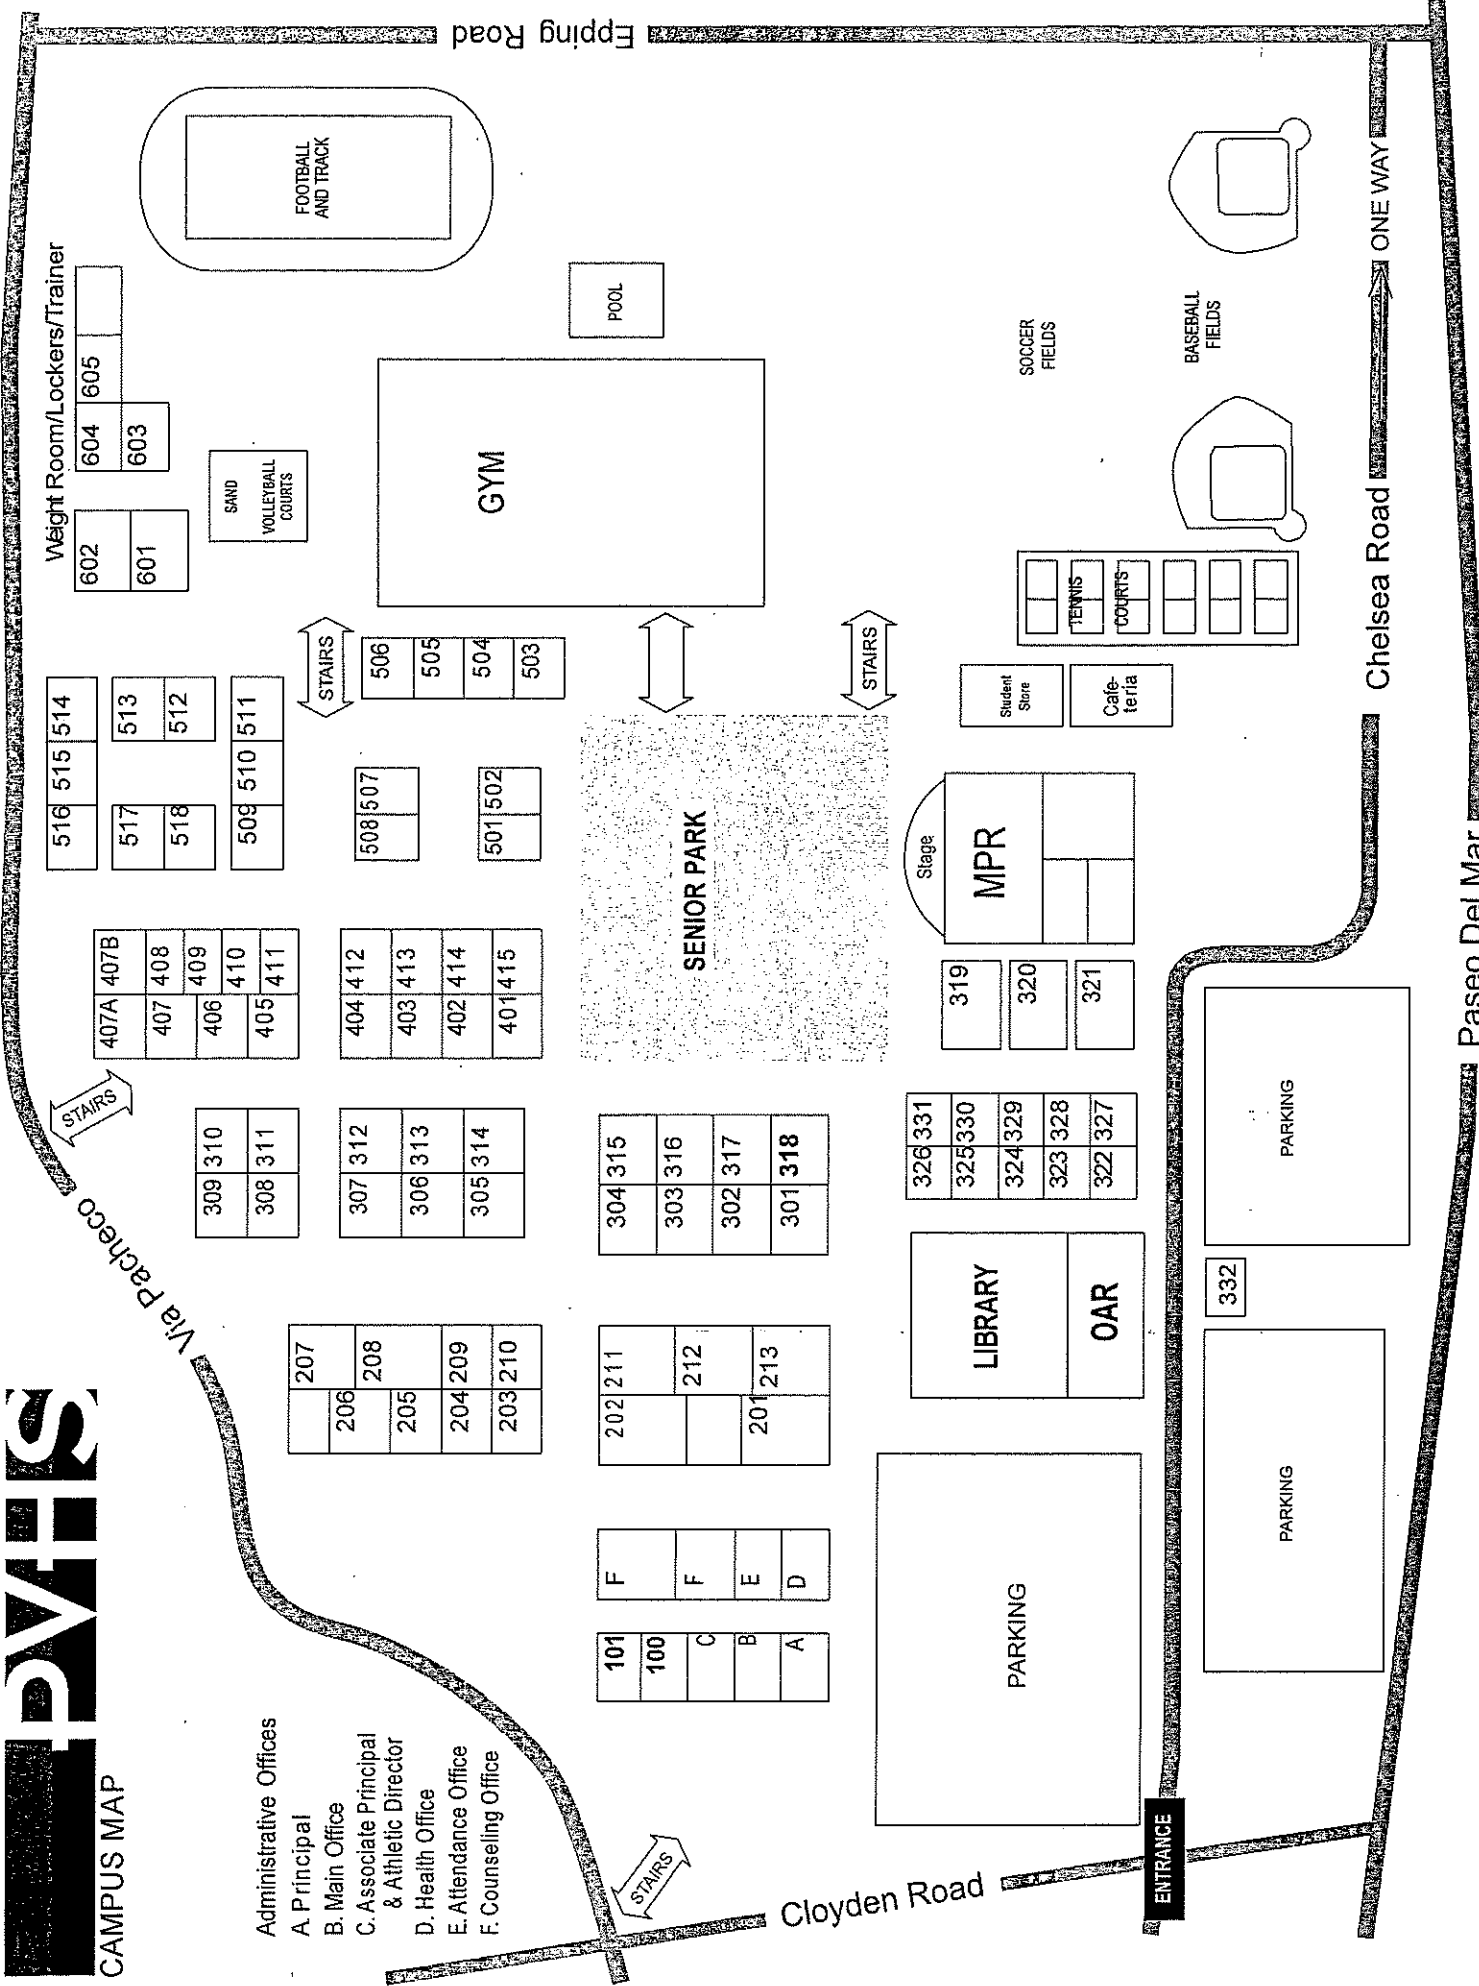 PVHS
CAMPUS MAP
Administrative Offices
A. Principal
B. Main Office
C. Associate Principal
& Athletic Director
D. Health Office
E. Attendance Office
F. Counseling Office
Via Pacheco
STAIRS
Cloyden Road
ENTRANCE
STAIRS
Weight Room/Lockers/Trainer
516 515 514
517 513
518 512
509 510 511
602
601
604 605
603
SAND
VOLLEYBALL
COURTS
FOOTBALL
AND TRACK
Epping Road
407A 407B
407 408
406 409
405 410
411
309 310
308 311
404 412
403 413
402 414
401 415
307 312
306 313
305 314
508 507
501 502
506
505
504
503
STAIRS
GYM
POOL
207
206 208
205
204 209
203 210
101
100
C
B
A
F
F
E
D
202 211
212
201 213
304 315
303 316
302 317
301 318
SENIOR PARK
STAIRS
PARKING
LIBRARY
OAR
326 331
325 330
324 329
323 328
322 327
319
320
321
Stage
MPR
Student
Store
Cafe-
teria
TENNIS
COURTS
SOCCER
FIELDS
BASEBALL
FIELDS
PARKING
332
PARKING
Chelsea Road
ONE WAY
Paseo Del Mar